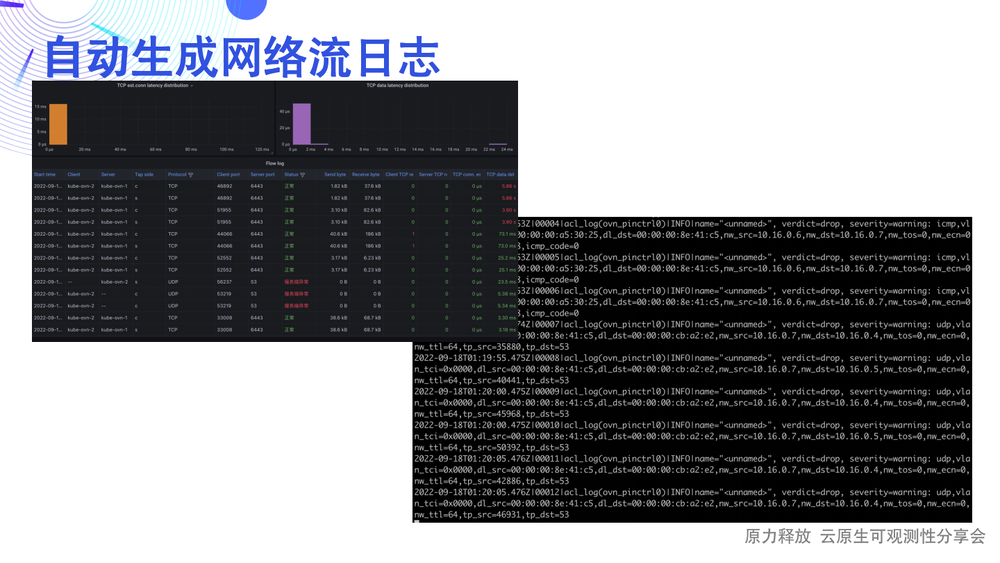 自动生成网络流日志
TCP est.conn latency distribution
TCP data latency distribution
15 ms
10 ms
5 ms
0 μs
0 μs 20 ms 40 ms 60 ms 80 ms 100 ms 120 ms
40 μs
20 μs
0 μs
0 μs 2 ms 4 ms 6 ms 8 ms 10 ms 12 ms 14 ms 16 ms 18 ms 20 ms 22 ms 24 ms
Flow log
Start time Client Server Tap side Protocol Client port Server port Status Send byte Receive byte Client TCP re Server TCP r TCP conn TCP data del
2022-09-1... kube-ovn-2 kube-ovn-1 c TCP 46892 6443 正常 1.82 kB 37.6 kB 0 0 0 μs 5.86 s
2022-09-1... kube-ovn-2 kube-ovn-1 s TCP 46892 6443 正常 1.82 kB 37.6 kB 0 0 0 μs 5.86 s
2022-09-1... kube-ovn-2 kube-ovn-1 c TCP 51955 6443 正常 3.10 kB 82.6 kB 0 0 0 μs 3.93 s
2022-09-1... kube-ovn-2 kube-ovn-1 s TCP 51955 6443 正常 3.10 kB 82.6 kB 0 0 0 μs 3.93 s
2022-09-1... kube-ovn-2 kube-ovn-1 c TCP 44066 6443 正常 40.6 kB 186 kB 1 0 0 μs 73.1 ms
2022-09-1... kube-ovn-2 kube-ovn-1 s TCP 44066 6443 正常 40.6 kB 186 kB 1 0 0 μs 73.0 ms
2022-09-1... kube-ovn-2 kube-ovn-1 c TCP 52552 6443 正常 3.17 kB 6.23 kB 0 0 0 μs 25.2 ms
2022-09-1... kube-ovn-2 kube-ovn-1 s TCP 52552 6443 正常 3.17 kB 6.23 kB 0 0 0 μs 25.1 ms
2022-09-1... -- kube-ovn-2 s UDP 56237 53 服务端异常 0 B 0 B 0 0 0 μs 23.5 ms
2022-09-1... kube-ovn-2 -- c UDP 53219 53 服务端异常 0 B 0 B 0 0 0 μs 5.36 ms
2022-09-1... kube-ovn-2 -- c UDP 53219 53 服务端异常 0 B 0 B 0 0 0 μs 5.34 ms
2022-09-1... kube-ovn-2 kube-ovn-1 c TCP 33008 6443 正常 38.6 kB 68.7 kB 0 0 0 μs 3.30 ms
2022-09-1... kube-ovn-2 kube-ovn-1 s TCP 33008 6443 正常 38.6 kB 68.7 kB 0 0 0 μs 3.18 ms
53Z|00004|acl_log(ovn_pinctrl0)|INFO|name="<unnamed>", verdict=drop, severity=warning: icmp,vl
0:00:00:a5:30:25,dl_dst=00:00:00:8e:41:c5,nw_src=10.16.0.6,nw_dst=10.16.0.7,nw_tos=0,nw_ecn=0
8,icmp_code=0
53Z|00005|acl_log(ovn_pinctrl0)|INFO|name="<unnamed>", verdict=drop, severity=warning: icmp,vl
0:00:00:a5:30:25,dl_dst=00:00:00:8e:41:c5,nw_src=10.16.0.6,nw_dst=10.16.0.7,nw_tos=0,nw_ecn=0
8,icmp_code=0
53Z|00006|acl_log(ovn_pinctrl0)|INFO|name="<unnamed>", verdict=drop, severity=warning: icmp,vl
0:00:00:a5:30:25,dl_dst=00:00:00:8e:41:c5,nw_src=10.16.0.6,nw_dst=10.16.0.7,nw_tos=0,nw_ecn=0
8,icmp_code=0
74Z|00007|acl_log(ovn_pinctrl0)|INFO|name="<unnamed>", verdict=drop, severity=warning: udp,vla
0:00:00:8e:41:c5,dl_dst=00:00:00:cb:a2:e2,nw_src=10.16.0.7,nw_dst=10.16.0.4,nw_tos=0,nw_ecn=0,
nw_ttl=64,tp_src=35880,tp_dst=53
2022-09-18T01:19:55.475Z|00008|acl_log(ovn_pinctrl0)|INFO|name="<unnamed>", verdict=drop, severity=warning: udp,vla
n_tci=0x0000,dl_src=00:00:00:8e:41:c5,dl_dst=00:00:00:cb:a2:e2,nw_src=10.16.0.7,nw_dst=10.16.0.5,nw_tos=0,nw_ecn=0,
nw_ttl=64,tp_src=40441,tp_dst=53
2022-09-18T01:20:00.475Z|00009|acl_log(ovn_pinctrl0)|INFO|name="<unnamed>", verdict=drop, severity=warning: udp,vla
n_tci=0x0000,dl_src=00:00:00:8e:41:c5,dl_dst=00:00:00:cb:a2:e2,nw_src=10.16.0.7,nw_dst=10.16.0.4,nw_tos=0,nw_ecn=0,
nw_ttl=64,tp_src=45968,tp_dst=53
2022-09-18T01:20:00.475Z|00010|acl_log(ovn_pinctrl0)|INFO|name="<unnamed>", verdict=drop, severity=warning: udp,vla
n_tci=0x0000,dl_src=00:00:00:8e:41:c5,dl_dst=00:00:00:cb:a2:e2,nw_src=10.16.0.7,nw_dst=10.16.0.5,nw_tos=0,nw_ecn=0,
nw_ttl=64,tp_src=50392,tp_dst=53
2022-09-18T01:20:05.476Z|00011|acl_log(ovn_pinctrl0)|INFO|name="<unnamed>", verdict=drop, severity=warning: udp,vla
n_tci=0x0000,dl_src=00:00:00:8e:41:c5,dl_dst=00:00:00:cb:a2:e2,nw_src=10.16.0.7,nw_dst=10.16.0.4,nw_tos=0,nw_ecn=0,
nw_ttl=64,tp_src=42886,tp_dst=53
2022-09-18T01:20:05.476Z|00012|acl_log(ovn_pinctrl0)|INFO|name="<unnamed>", verdict=drop, severity=warning: udp,vla
n_tci=0x0000,dl_src=00:00:00:8e:41:c5,dl_dst=00:00:00:cb:a2:e2,nw_src=10.16.0.7,nw_dst=10.16.0.4,nw_tos=0,nw_ecn=0,
nw_ttl=64,tp_src=46931,tp_dst=53
原力释放 云原生可观测性分享会